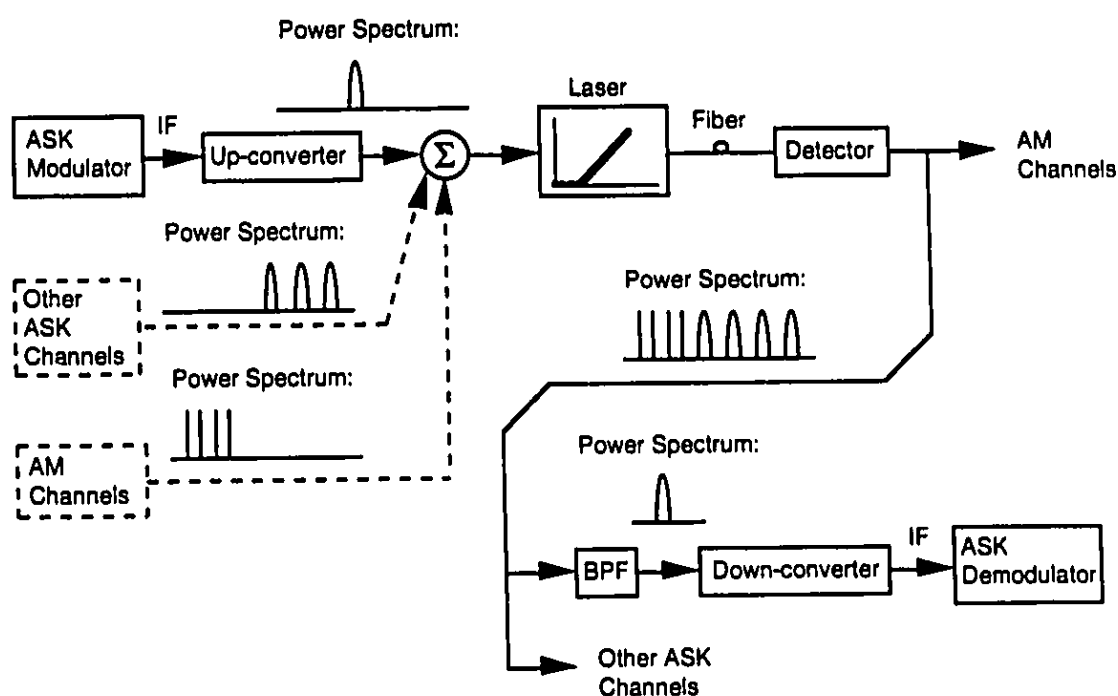 Power Spectrum:
Laser
Fiber
ASK
Modulator
IF
Up-converter
Σ
Detector
AM
Channels
Power Spectrum:
Other
ASK
Channels
Power Spectrum:
Power Spectrum:
AM
Channels
Power Spectrum:
BPF
Down-converter
IF
ASK
Demodulator
Other ASK
Channels